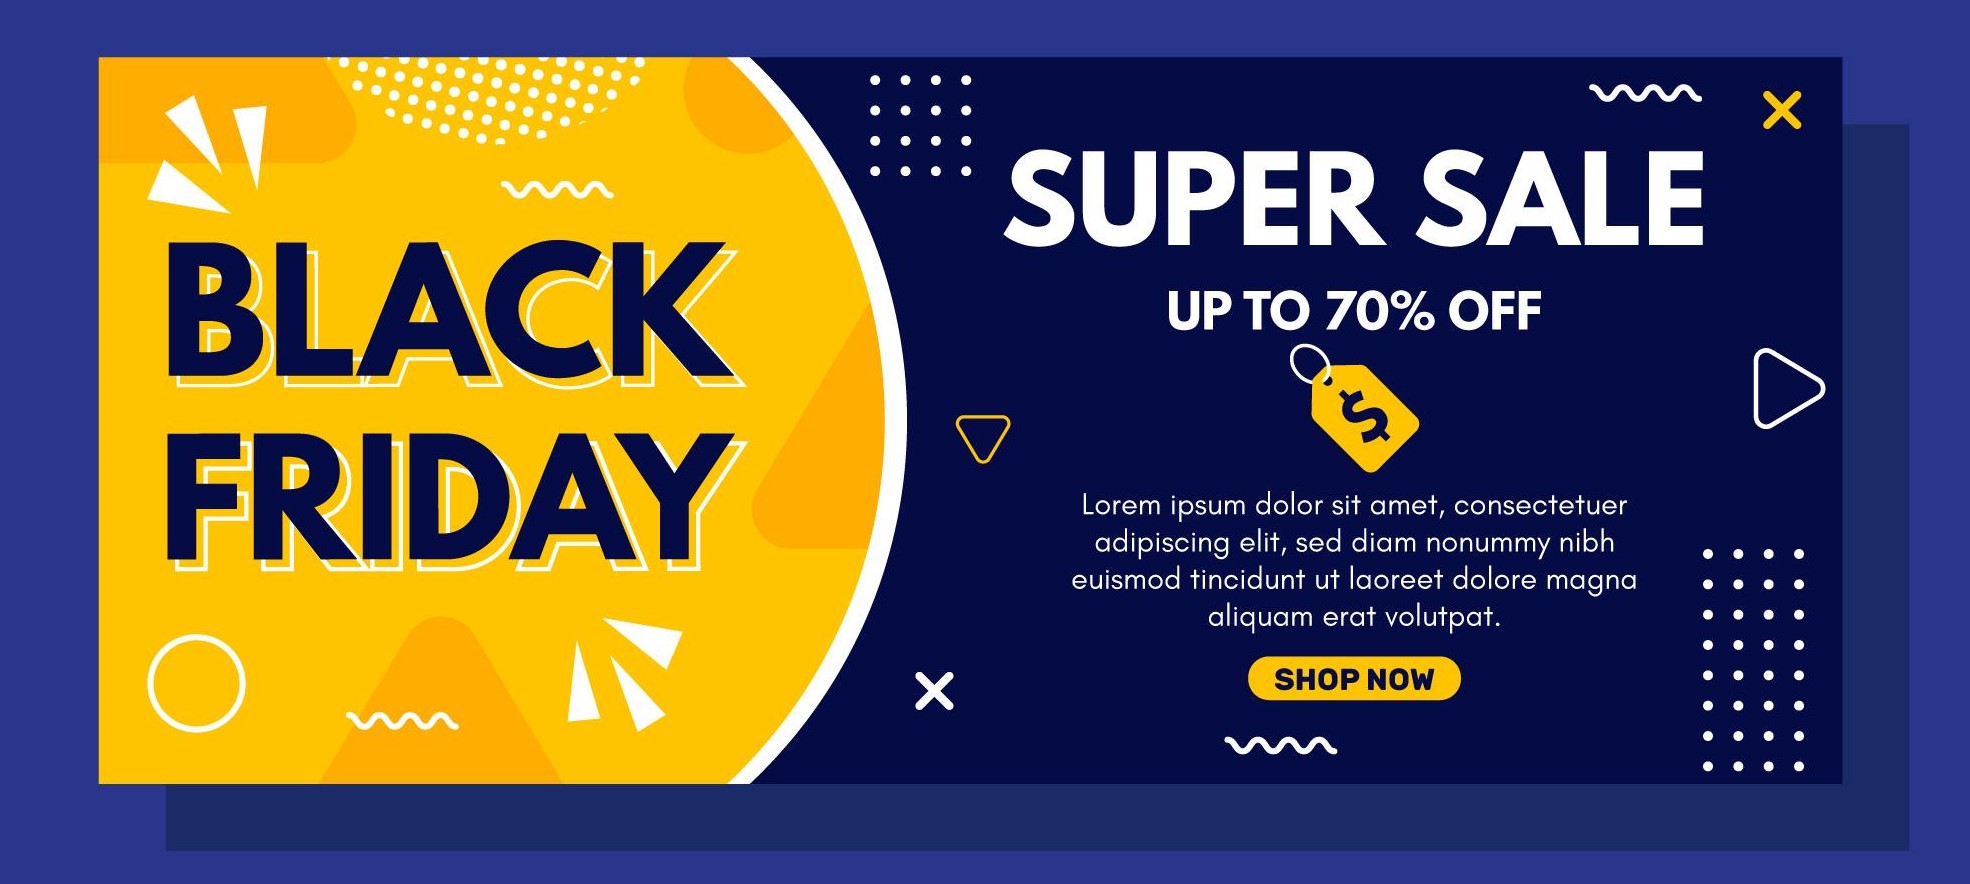 BLACK
FRIDAY
SUPER SALE
UP TO 70% OFF
$
Lorem ipsum dolor sit amet, consectetuer
adipiscing elit, sed diam nonummy nibh
euismod tincidunt ut laoreet dolore magna
aliquam erat volutpat.
SHOP NOW